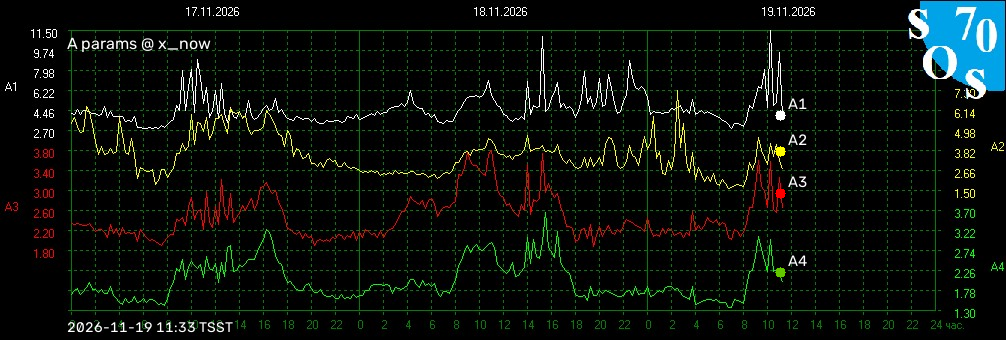 17.11.2026 18.11.2026 19.11.2026
S 70
O
S
A params @ x_now
11.50
9.74
7.98
6.22
4.46
2.70
A1
3.80
3.40
3.00
2.60
2.20
1.80
A3
A1
A2
A3
A4
6.14
4.98
3.82
2.66
1.50
A2
3.70
3.22
2.74
2.26
1.78
1.30
A4
2026-11-19 11:33 TSST
14 16 18 20 22 0 2 4 6 8 10 12 14 16 18 20 22 0 2 4 6 8 10 12 14 16 18 20 22 24 час.